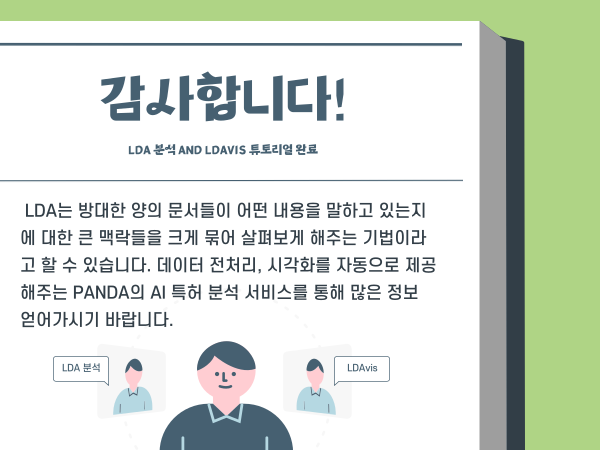 감사합니다!
LDA 분석 AND LDAVIS 튜토리얼 완료
LDA는 방대한 양의 문서들이 어떤 내용을 말하고 있는지
에 대한 큰 맥락들을 크게 묶어 살펴보게 해주는 기법이라
고 할 수 있습니다. 데이터 전처리, 시각화를 자동으로 제공
해주는 PANDA의 AI 특허 분석 서비스를 통해 많은 정보
얻어가시기 바랍니다.
LDA 분석
LDAvis